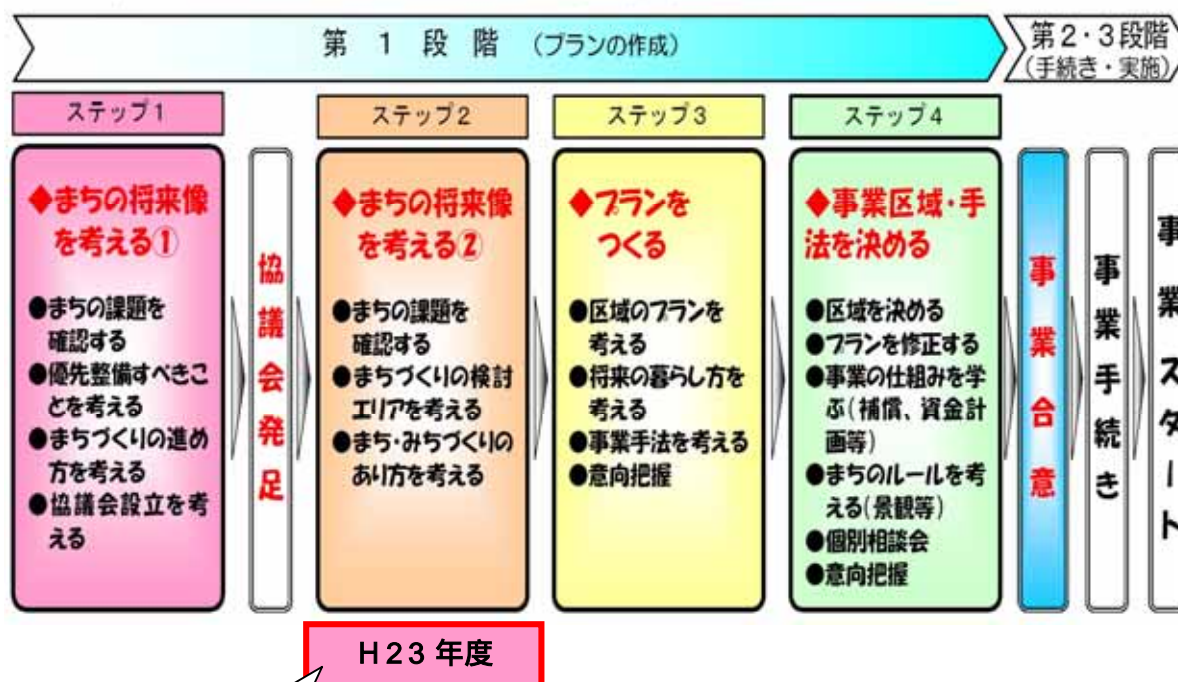 第 1 段 階 (プランの作成)
第2・3段階
(手続き・実施)
ステップ1
ステップ2
ステップ3
ステップ4
◆まちの将来像
を考える①
●まちの課題を
確認する
●優先整備すべきこ
とを考える
●まちづくりの進め
方を考える
●協議会設立を考
える
協議会発足
◆まちの将来像
を考える②
●まちの課題を
確認する
●まちづくりの検討
エリアを考える
●まち・みちづくりの
あり方を考える
◆プランを
つくる
●区域のプランを
考える
●将来の暮らし方を
考える
●事業手法を考える
●意向把握
◆事業区域・手
法を決める
●区域を決める
●プランを修正する
●事業の仕組みを学
ぶ(補償、資金計
画等)
●まちのルールを考
える(景観等)
●個別相談会
●意向把握
事業合意
事業手続き
事業スタート
H23年度